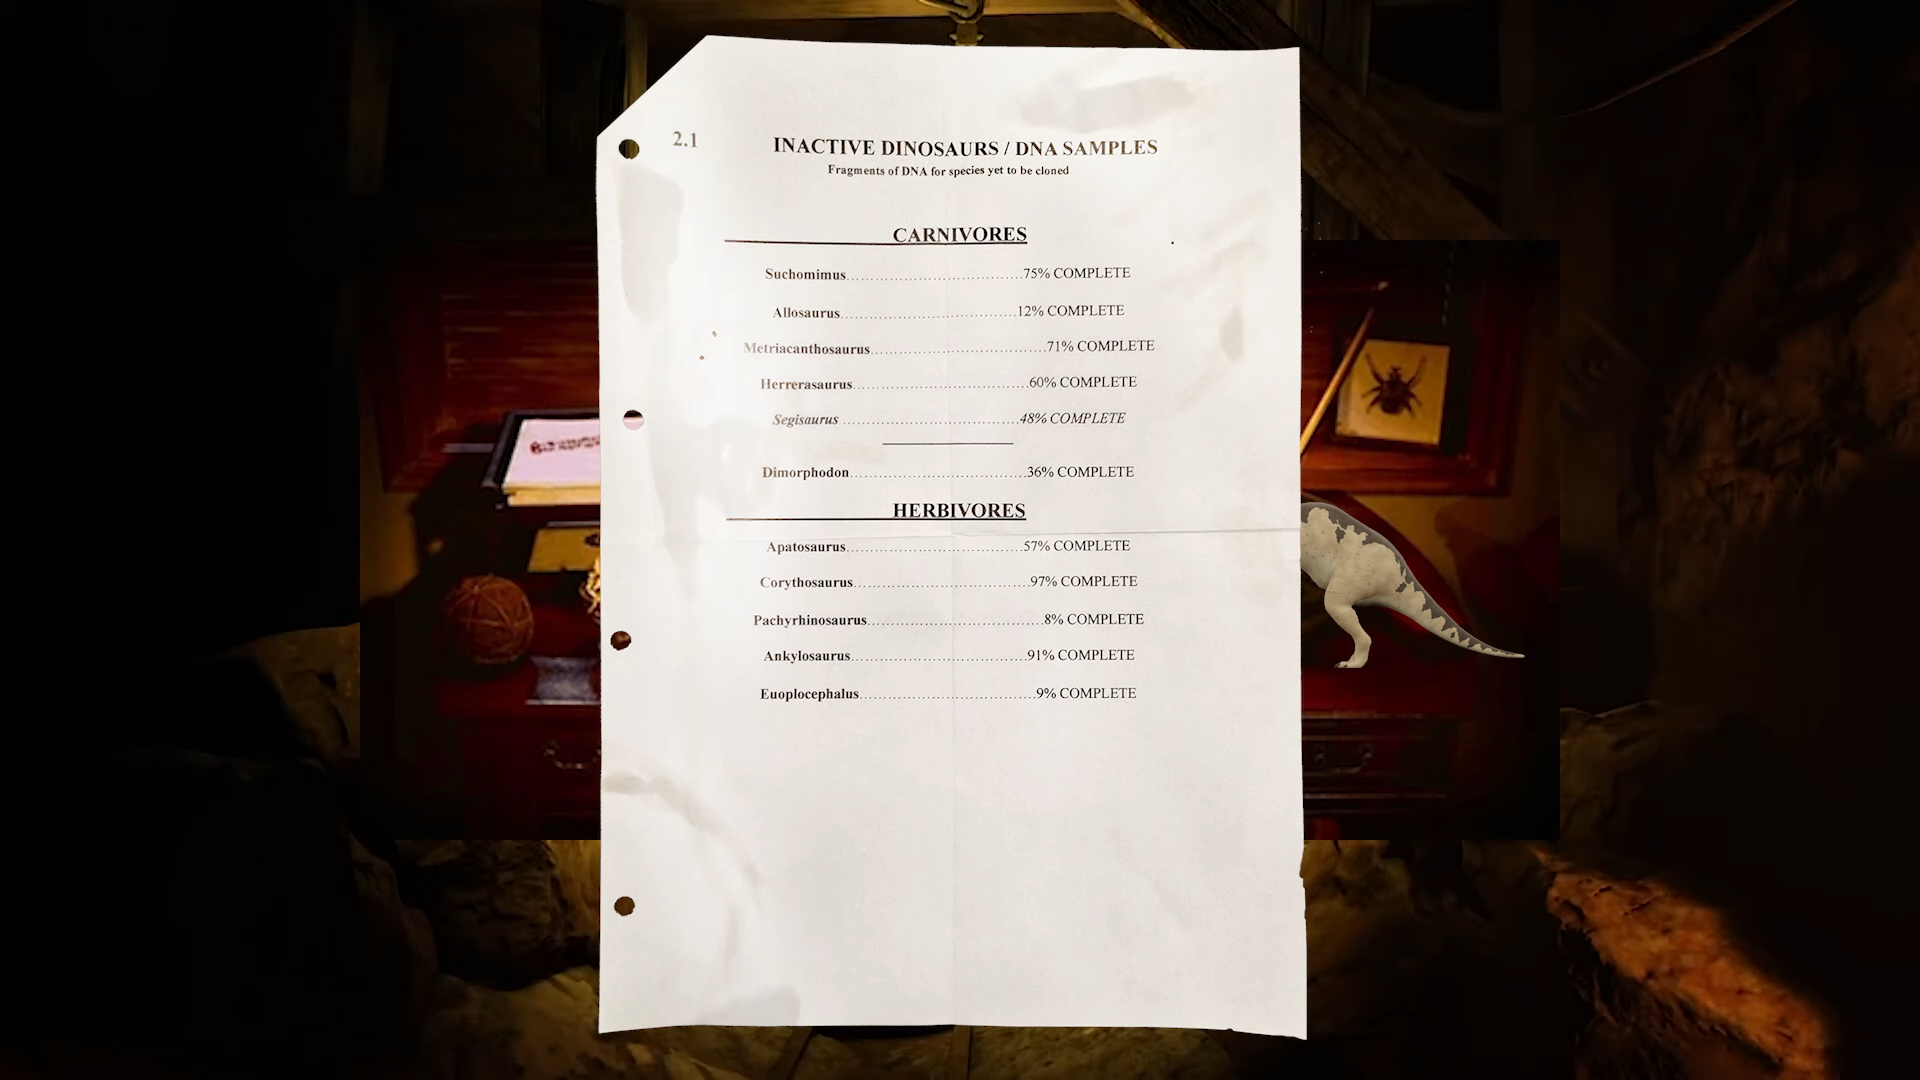 2.1
INACTIVE DINOSAURS / DNA SAMPLES
Fragments of DNA for species yet to be cloned
CARNIVORES
Suchomimus.....................................75% COMPLETE
Allosaurus.....................................12% COMPLETE
Metriacanthosaurus.....................................71% COMPLETE
Herrerasaurus.....................................60% COMPLETE
Segisaurus .....................................48% COMPLETE
Dimorphodon.....................................36% COMPLETE
HERBIVORES
Apatosaurus.....................................57% COMPLETE
Corythosaurus.....................................97% COMPLETE
Pachyrhinosaurus.....................................8% COMPLETE
Ankylosaurus.....................................91% COMPLETE
Euoplocephalus.....................................9% COMPLETE